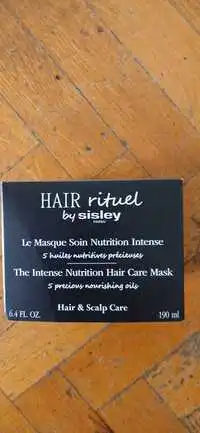 HAIR rituel
by sisley
PARIS
Le Masque Soin Nutrition Intense
5 huiles nutritives précieuses
The Intense Nutrition Hair Care Mask
5 precious nourishing oils
Hair & Scalp Care
6.4 FL. OZ. 190 ml